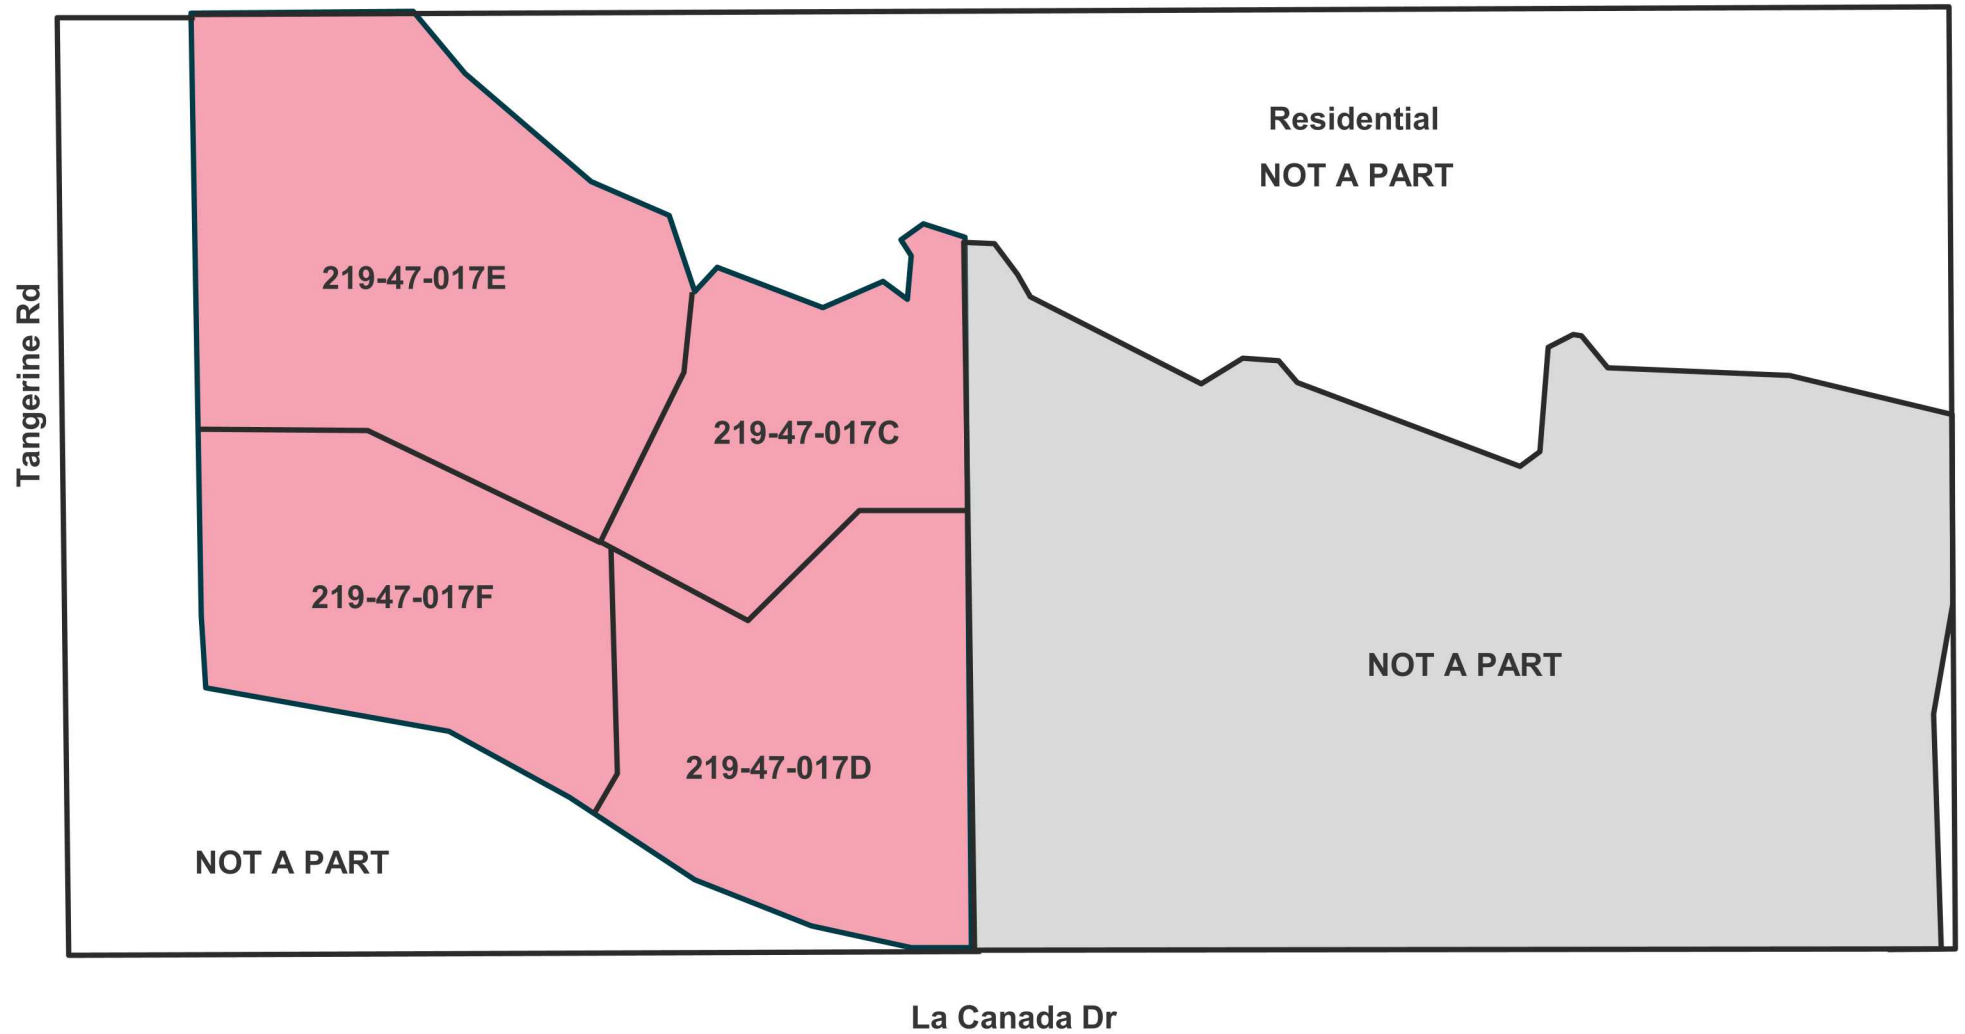 Residential
NOT A PART
219-47-017E
Tangerine Rd
219-47-017C
219-47-017F
NOT A PART
219-47-017D
NOT A PART
La Canada Dr